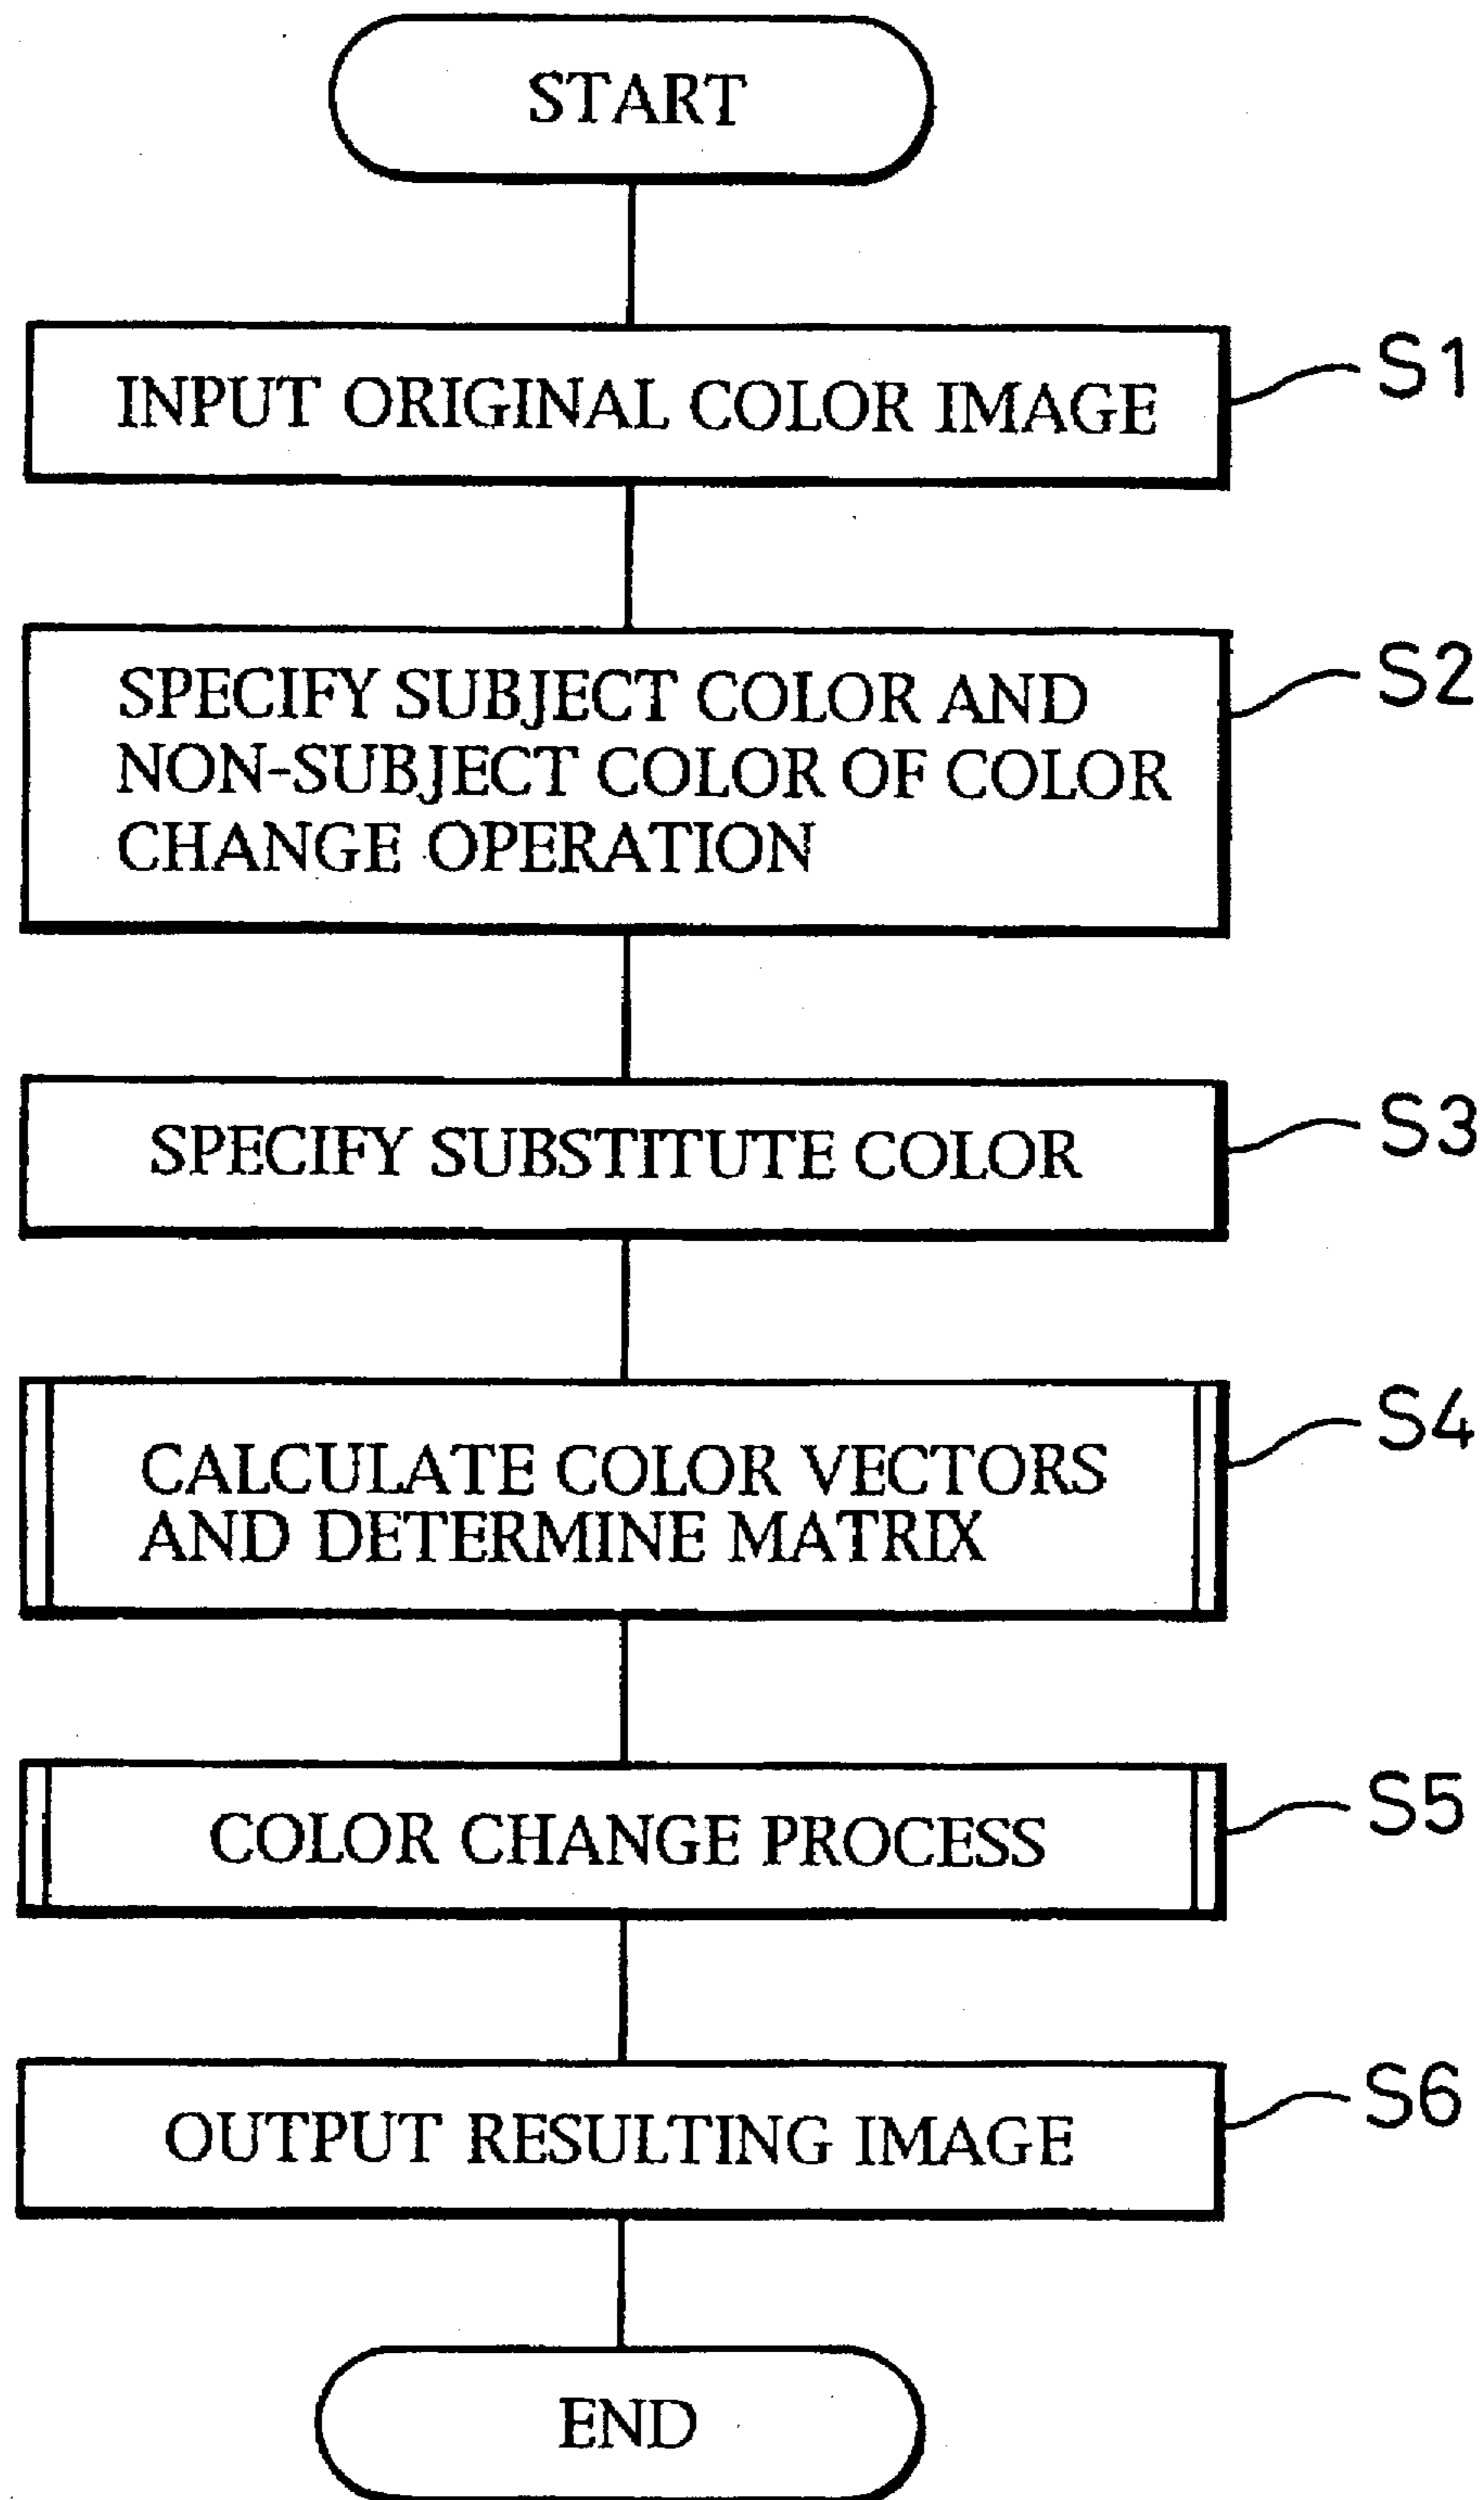 START
INPUT ORIGINAL COLOR IMAGE
S1
SPECIFY SUBJECT COLOR AND
NON-SUBJECT COLOR OF COLOR
CHANGE OPERATION
S2
SPECIFY SUBSTITUTE COLOR
S3
CALCULATE COLOR VECTORS
AND DETERMINE MATRIX
S4
COLOR CHANGE PROCESS
S5
OUTPUT RESULTING IMAGE
S6
END